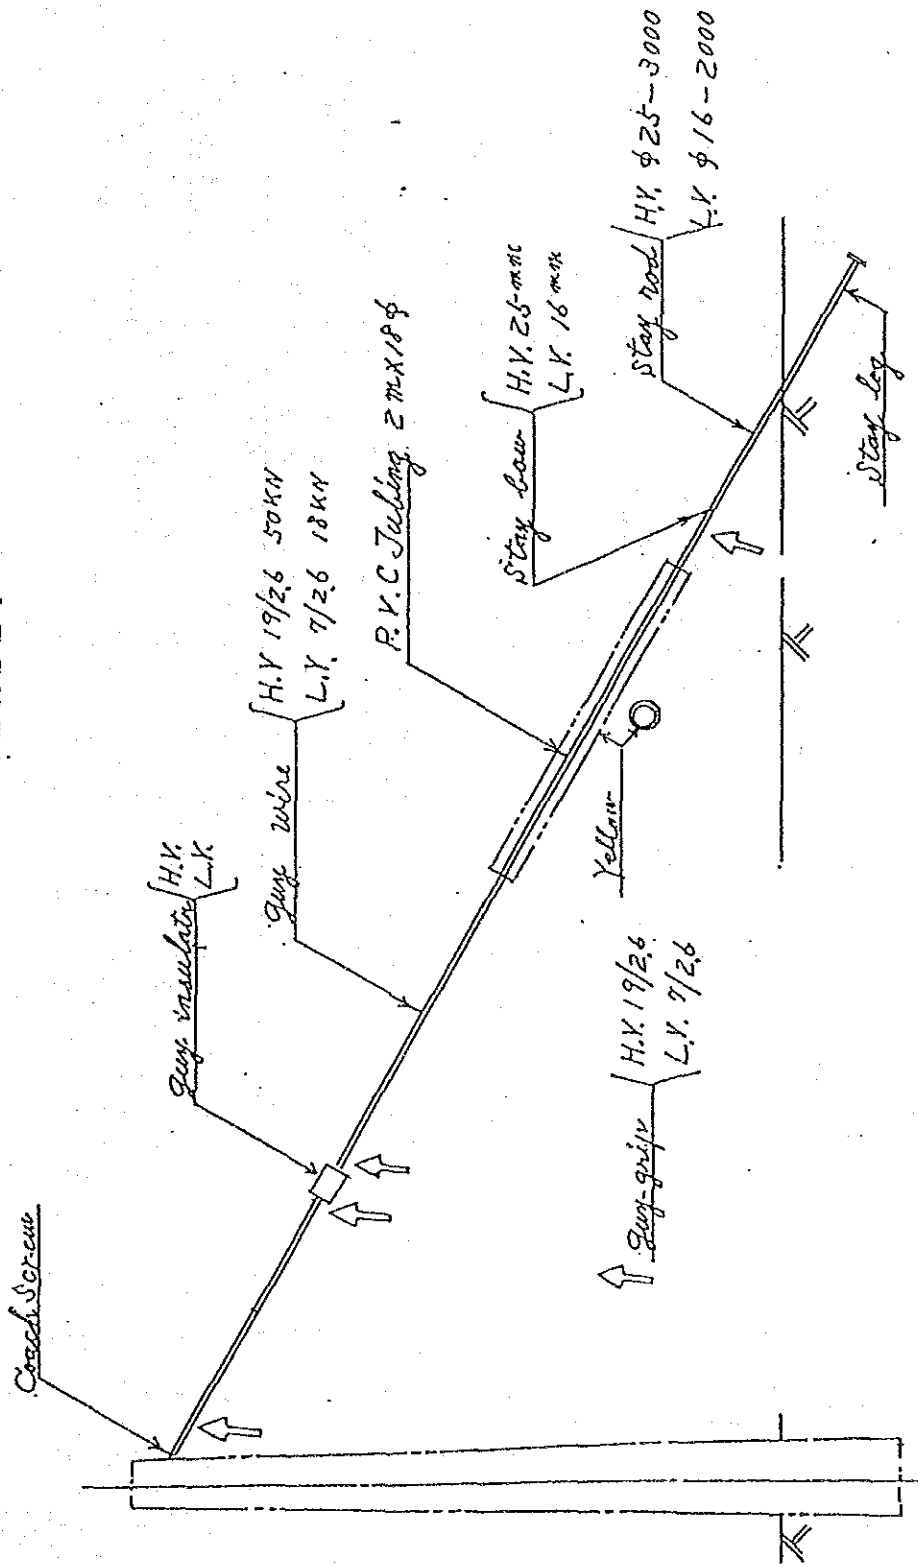 Coach Screw
guy insulator { H.V.
L.V.
guy wire { H.V 19/2.6 50KN
L.V. 7/2.6 18KN
P.V.C Tubing 2m×18φ
Stay bow { H.V. 25mm
L.V. 16mm
Stay rod { H.V. φ25-3000
L.V. φ16-2000
Yellow
guy-grip { H.V. 19/2.6
L.V. 7/2.6
Stay log